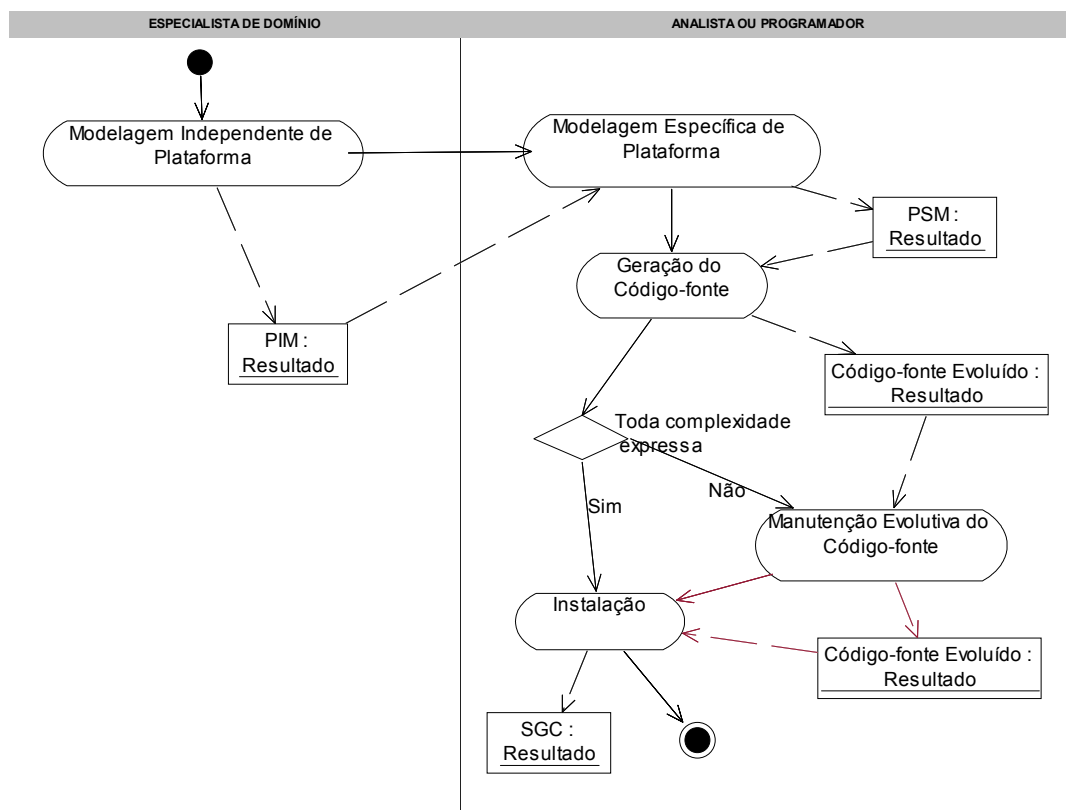 ESPECIALISTA DE DOMÍNIO
ANALISTA OU PROGRAMADOR
Modelagem Independente de
Plataforma
Modelagem Específica de
Plataforma
PSM :
Resultado
Geração do
Código-fonte
PIM :
Resultado
Código-fonte Evoluído :
Resultado
Toda complexidade
expressa
Não
Sim
Manutenção Evolutiva do
Código-fonte
Instalação
Código-fonte Evoluído :
Resultado
SGC :
Resultado